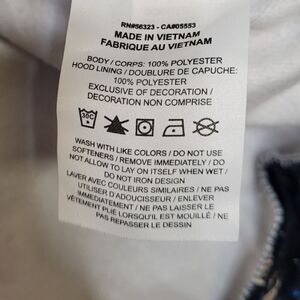 RN#56323 - CA#05553
MADE IN VIETNAM
FABRIQUE AU VIETNAM
BODY / CORPS: 100% POLYESTER
HOOD LINING / DOUBLURE DE CAPUCHE:
100% POLYESTER
EXCLUSIVE OF DECORATION /
DECORATION NON COMPRISE
30C
WASH WITH LIKE COLORS / DO NOT USE
SOFTENERS / REMOVE IMMEDIATELY / DO
NOT ALLOW TO LAY ON ITSELF WHEN WET /
DO NOT IRON DESIGN
LAVER AVEC COULEURS SIMILAIRES / NE PAS
UTILISER D'ADOUCISSEUR / ENLEVER
IMMÉDIATEMENT / NE PAS LAISSER LE
VÊTEMENT PLIÉ LORSQU'IL EST MOUILLÉ / NE
PAS REPASSER LE DESSIN